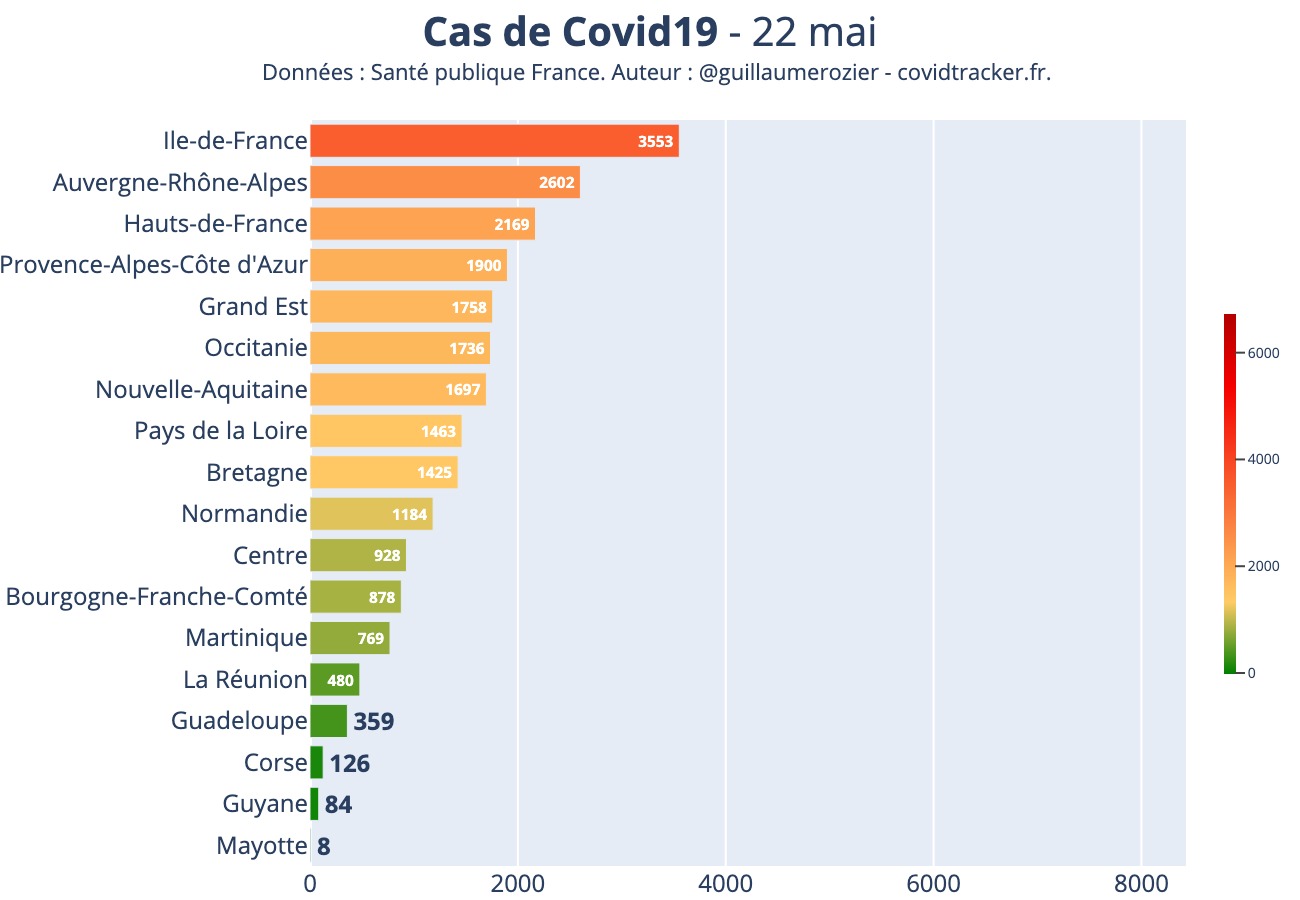 Cas de Covid19 - 22 mai
Données : Santé publique France. Auteur : @guillaumerozier - covidtracker.fr.
Ile-de-France 3553
Auvergne-Rhône-Alpes 2602
Hauts-de-France 2169
Provence-Alpes-Côte d'Azur 1900
Grand Est 1758
Occitanie 1736
Nouvelle-Aquitaine 1697
Pays de la Loire 1463
Bretagne 1425
Normandie 1184
Centre 928
Bourgogne-Franche-Comté 878
Martinique 769
La Réunion 480
Guadeloupe 359
Corse 126
Guyane 84
Mayotte 8
0 2000 4000 6000 8000
6000
4000
2000
0